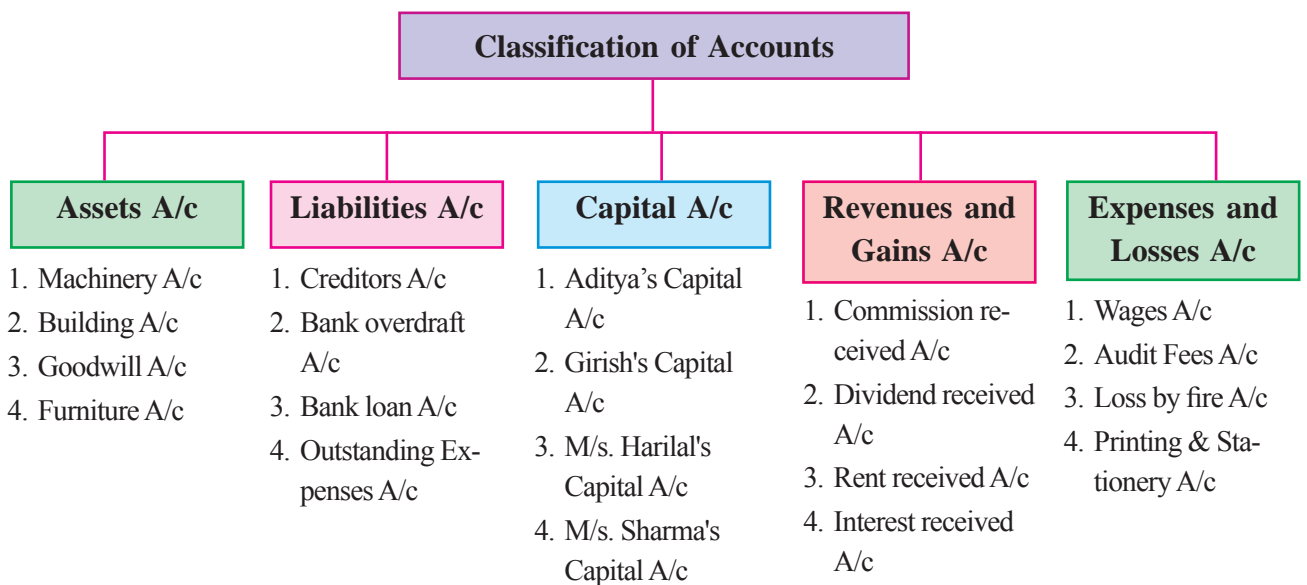 Classification of Accounts
Assets A/c
1. Machinery A/c
2. Building A/c
3. Goodwill A/c
4. Furniture A/c
Liabilities A/c
1. Creditors A/c
2. Bank overdraft
A/c
3. Bank loan A/c
4. Outstanding Ex-
penses A/c
Capital A/c
1. Aditya’s Capital
A/c
2. Girish's Capital
A/c
3. M/s. Harilal's
Capital A/c
4. M/s. Sharma's
Capital A/c
Revenues and
Gains A/c
1. Commission re-
ceived A/c
2. Dividend received
A/c
3. Rent received A/c
4. Interest received
A/c
Expenses and
Losses A/c
1. Wages A/c
2. Audit Fees A/c
3. Loss by fire A/c
4. Printing & Sta-
tionery A/c